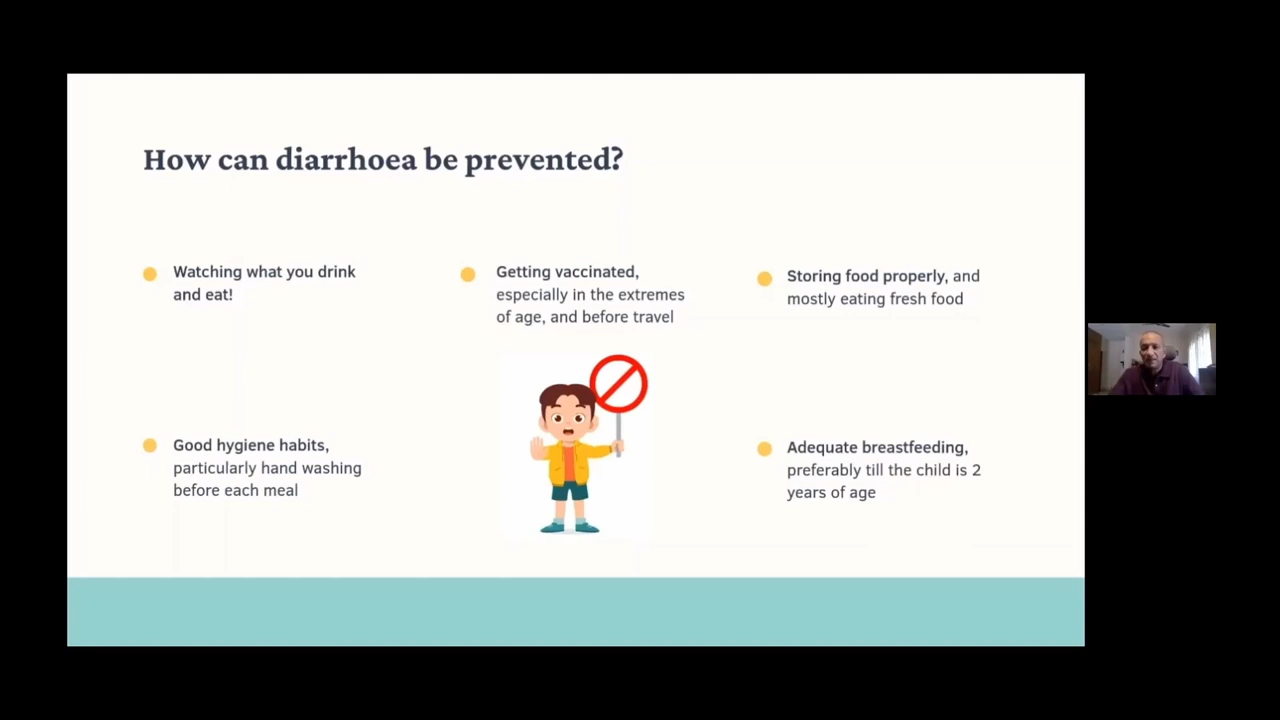 How can diarrhoea be prevented?
Watching what you drink
and eat!
Getting vaccinated,
especially in the extremes
of age, and before travel
Storing food properly, and
mostly eating fresh food
Good hygiene habits,
particularly hand washing
before each meal
Adequate breastfeeding,
preferably till the child is 2
years of age